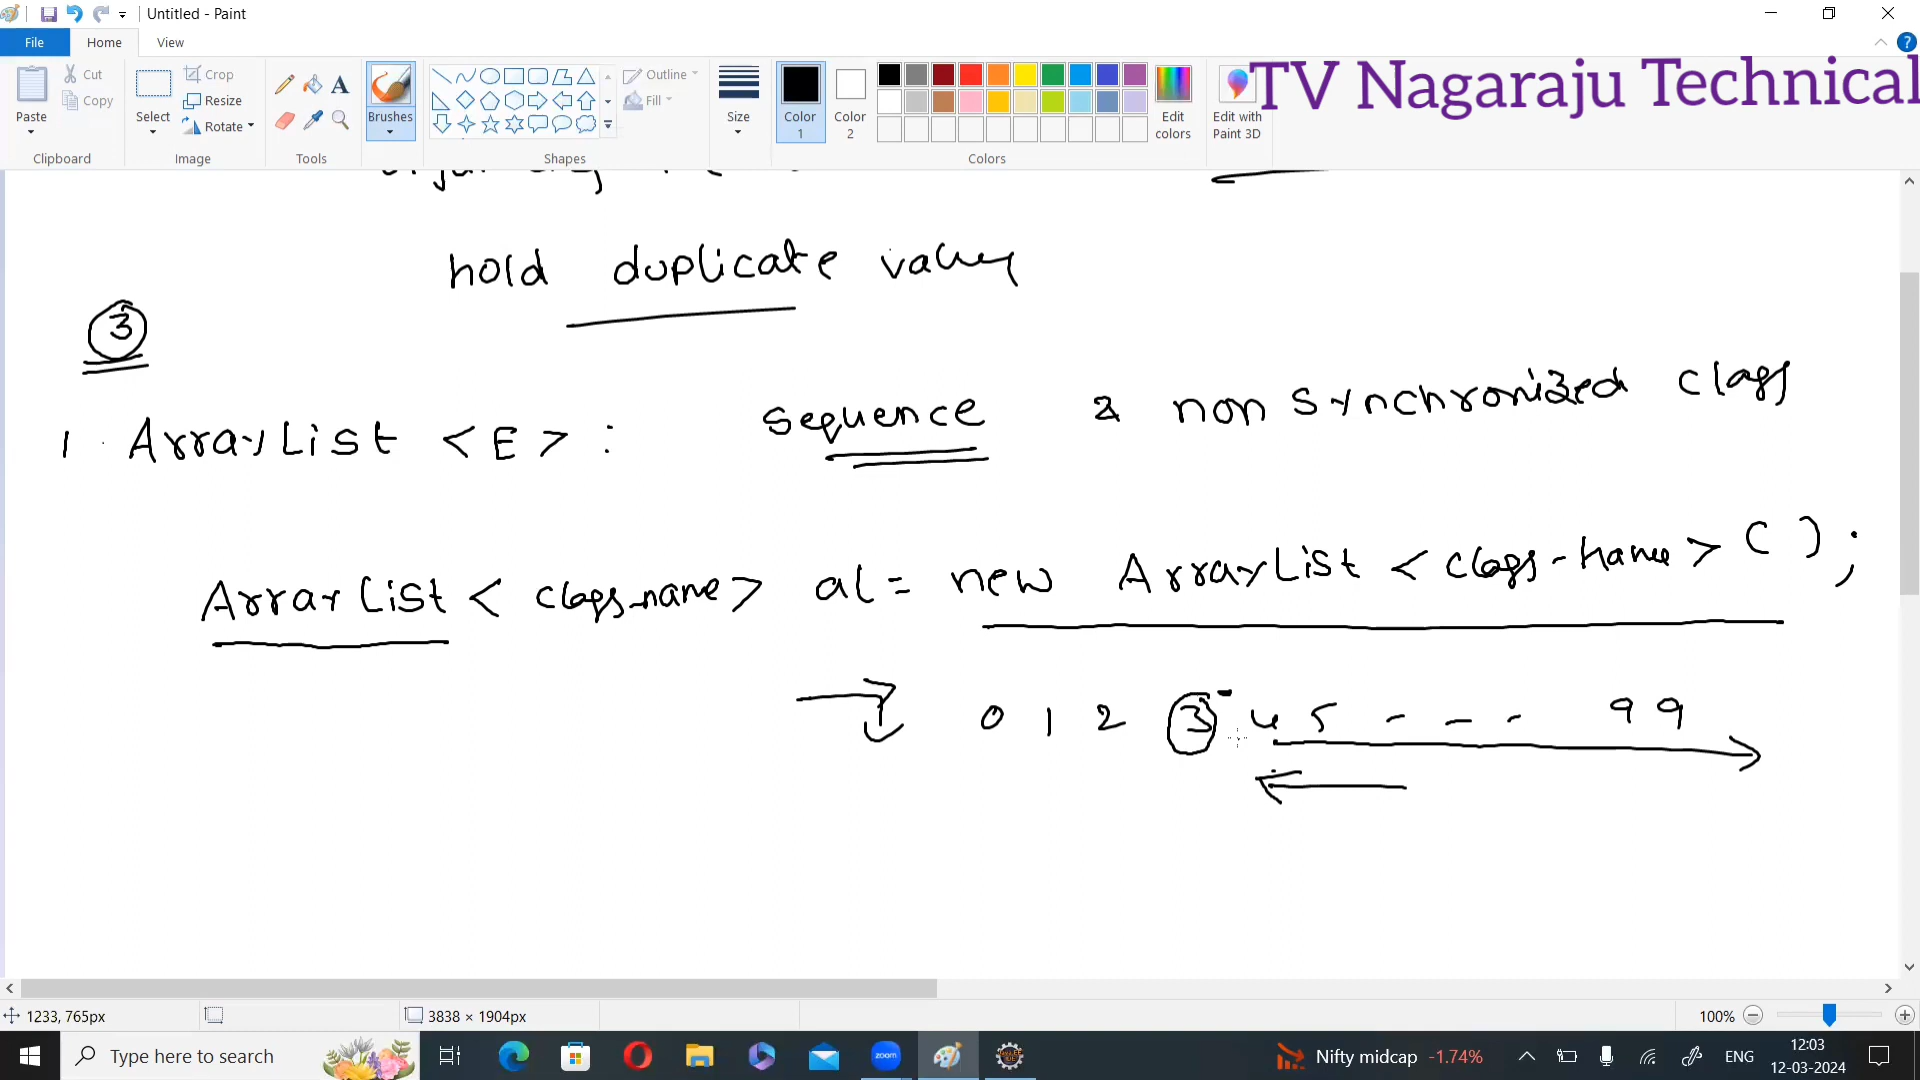 Untitled - Paint
File Home View
Paste Cut Copy Clipboard
Select Crop Resize Rotate Image
Tools
Brushes
Shapes Outline Fill
Size
Color 1 Color 2 Colors Edit colors Edit with Paint 3D
TV Nagaraju Technical
hold duplicate values
3
1. ArrayList <E> : sequence & non synchronized class
ArrayList < class-name > al = new ArrayList < class-name > ( ) ;
0 1 2 3 4 5 - - - 99
1233, 765px 3838 × 1904px 100%
Type here to search zoom Nifty midcap -1.74% ENG 12:03
12-03-2024